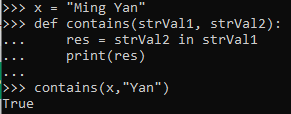 >>> x = "Ming Yan"
>>> def contains(strVal1, strVal2):
...     res = strVal2 in strVal1
...     print(res)
...
>>> contains(x,"Yan")
True